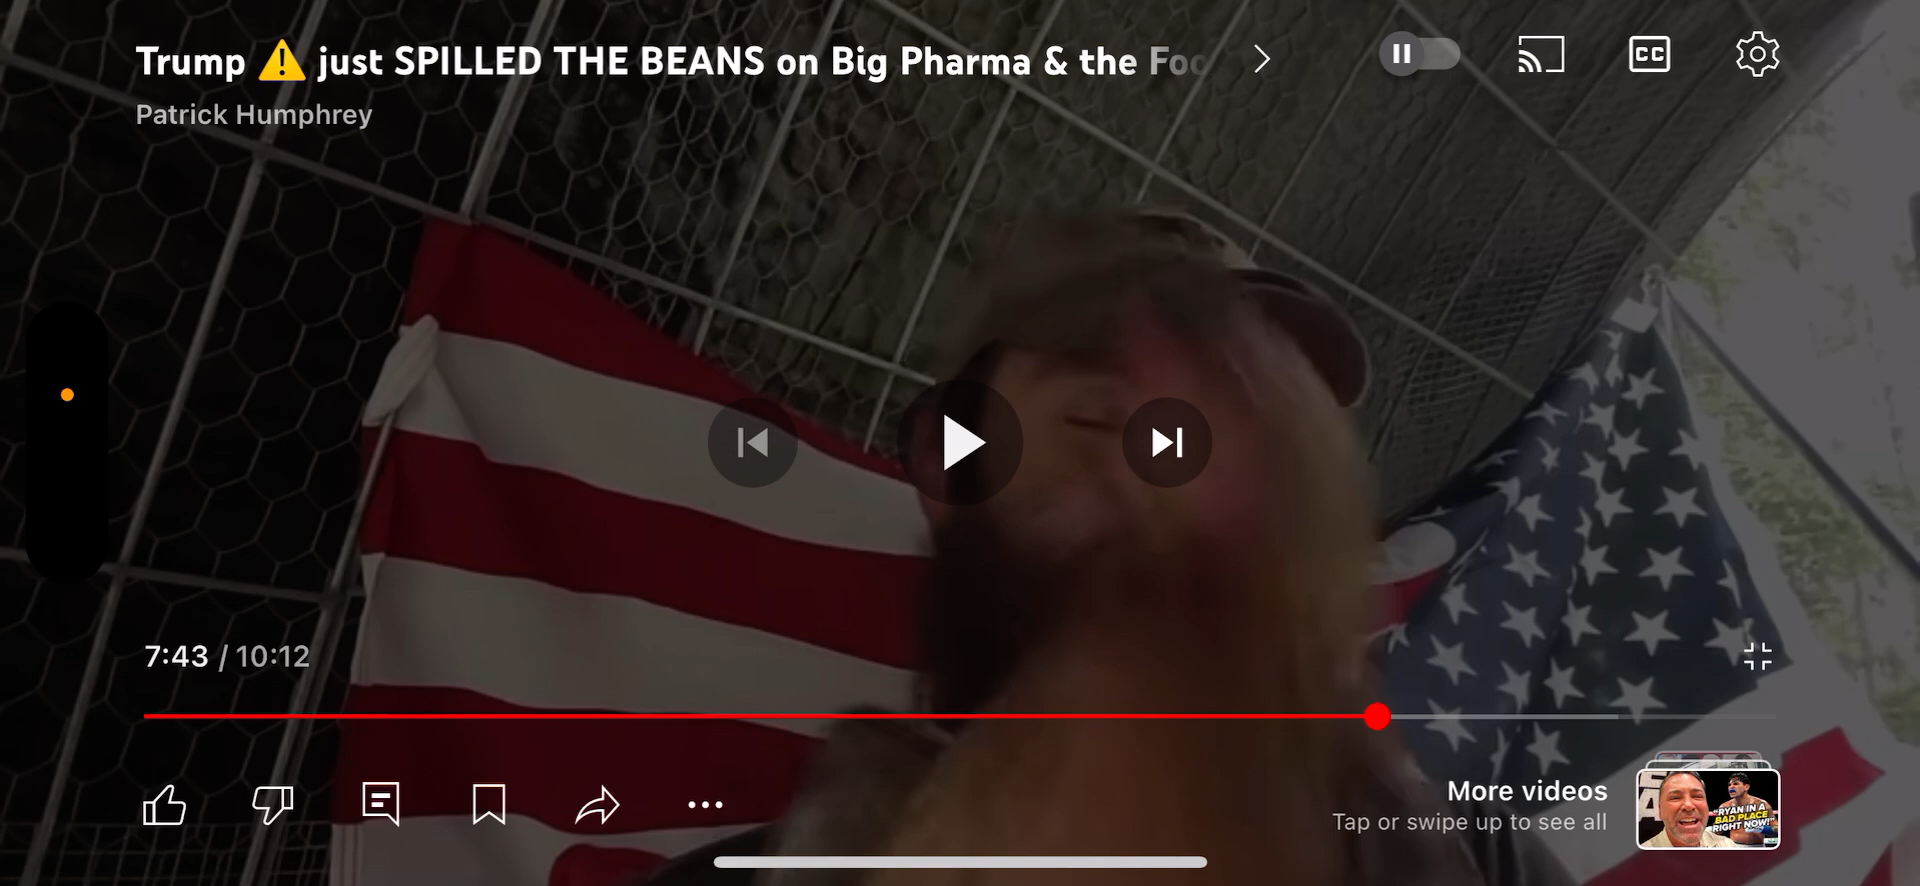 Trump ⚠️ just SPILLED THE BEANS on Big Pharma & the Foo
Patrick Humphrey
CC
7:43 / 10:12
More videos
Tap or swipe up to see all
"RYAN IN A
BAD PLACE
RIGHT NOW!"